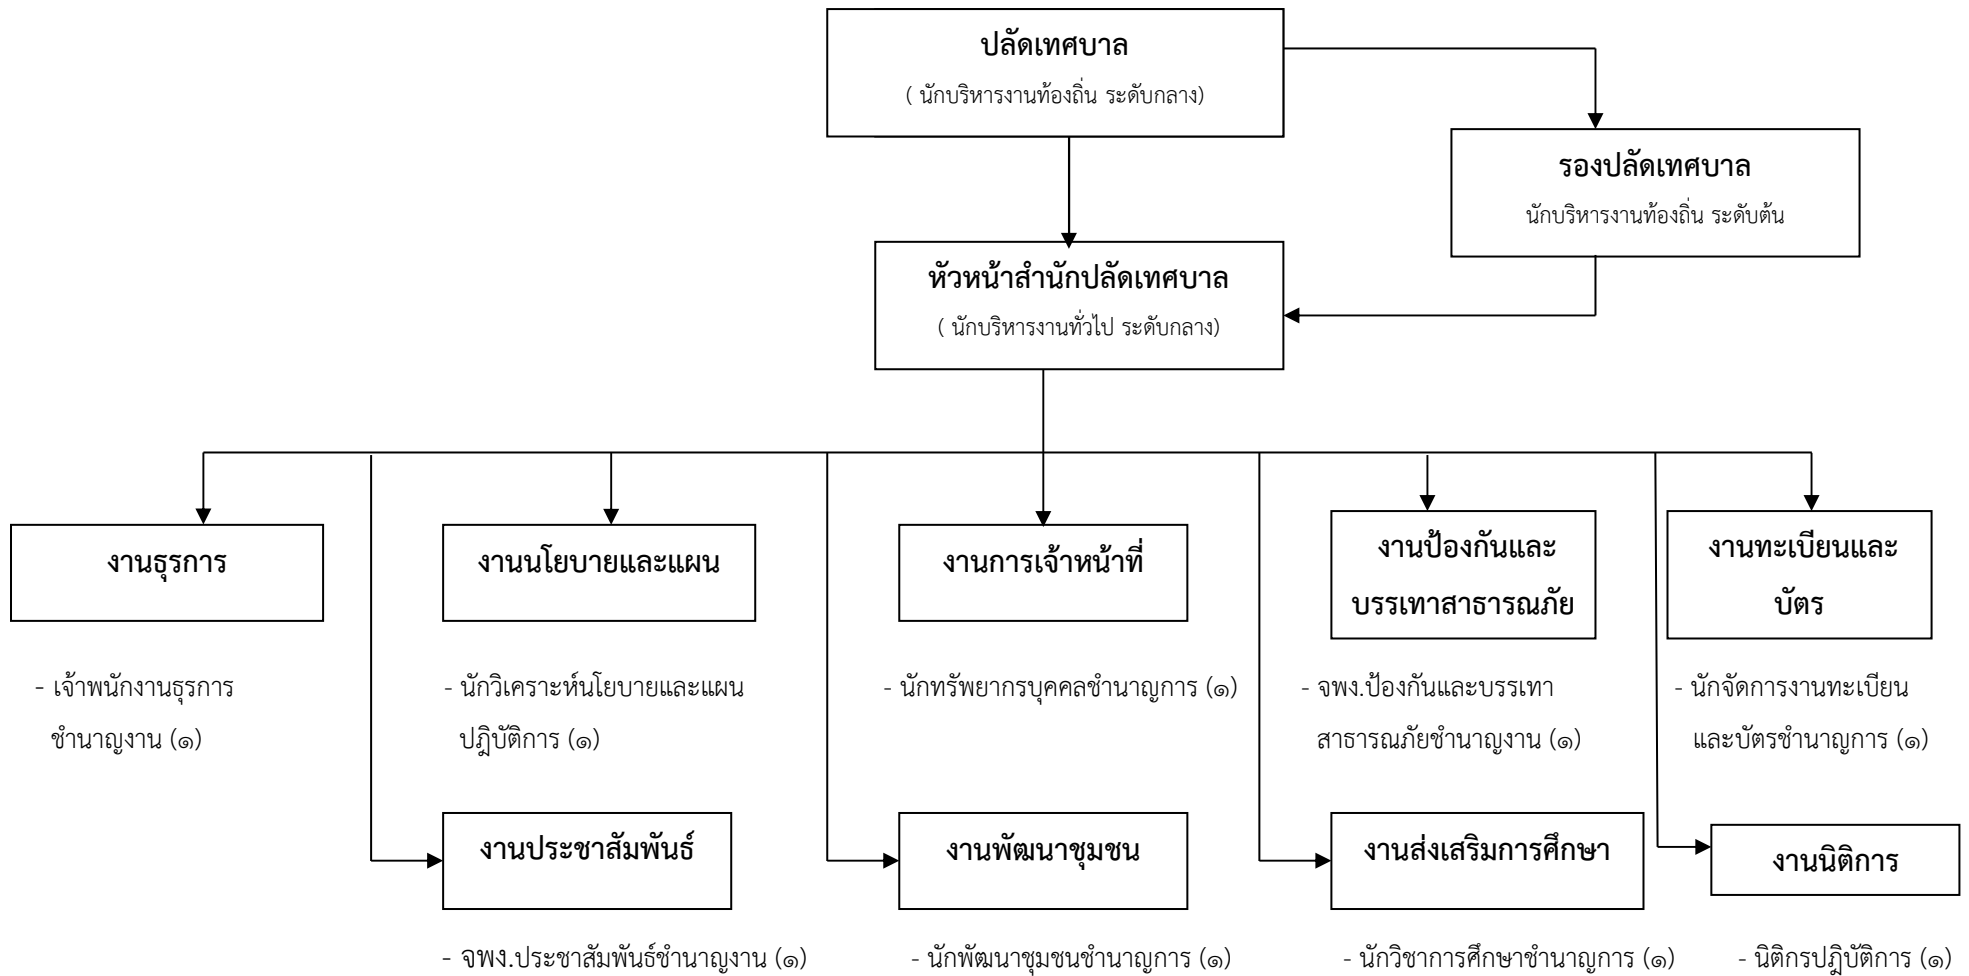 ปลัดเทศบาล
( นักบริหารงานท้องถิ่น ระดับกลาง)
รองปลัดเทศบาล
นักบริหารงานท้องถิ่น ระดับต้น
หัวหน้าสำนักปลัดเทศบาล
( นักบริหารงานทั่วไป ระดับกลาง)
งานธุรการ
- เจ้าพนักงานธุรการ
ชำนาญงาน (๑)
งานนโยบายและแผน
- นักวิเคราะห์นโยบายและแผน
ปฎิบัติการ (๑)
งานการเจ้าหน้าที่
- นักทรัพยากรบุคคลชำนาญการ (๑)
งานป้องกันและ
บรรเทาสาธารณภัย
- จพง.ป้องกันและบรรเทา
สาธารณภัยชำนาญงาน (๑)
งานทะเบียนและ
บัตร
- นักจัดการงานทะเบียน
และบัตรชำนาญการ (๑)
งานประชาสัมพันธ์
- จพง.ประชาสัมพันธ์ชำนาญงาน (๑)
งานพัฒนาชุมชน
- นักพัฒนาชุมชนชำนาญการ (๑)
งานส่งเสริมการศึกษา
- นักวิชาการศึกษาชำนาญการ (๑)
งานนิติการ
- นิติกรปฎิบัติการ (๑)